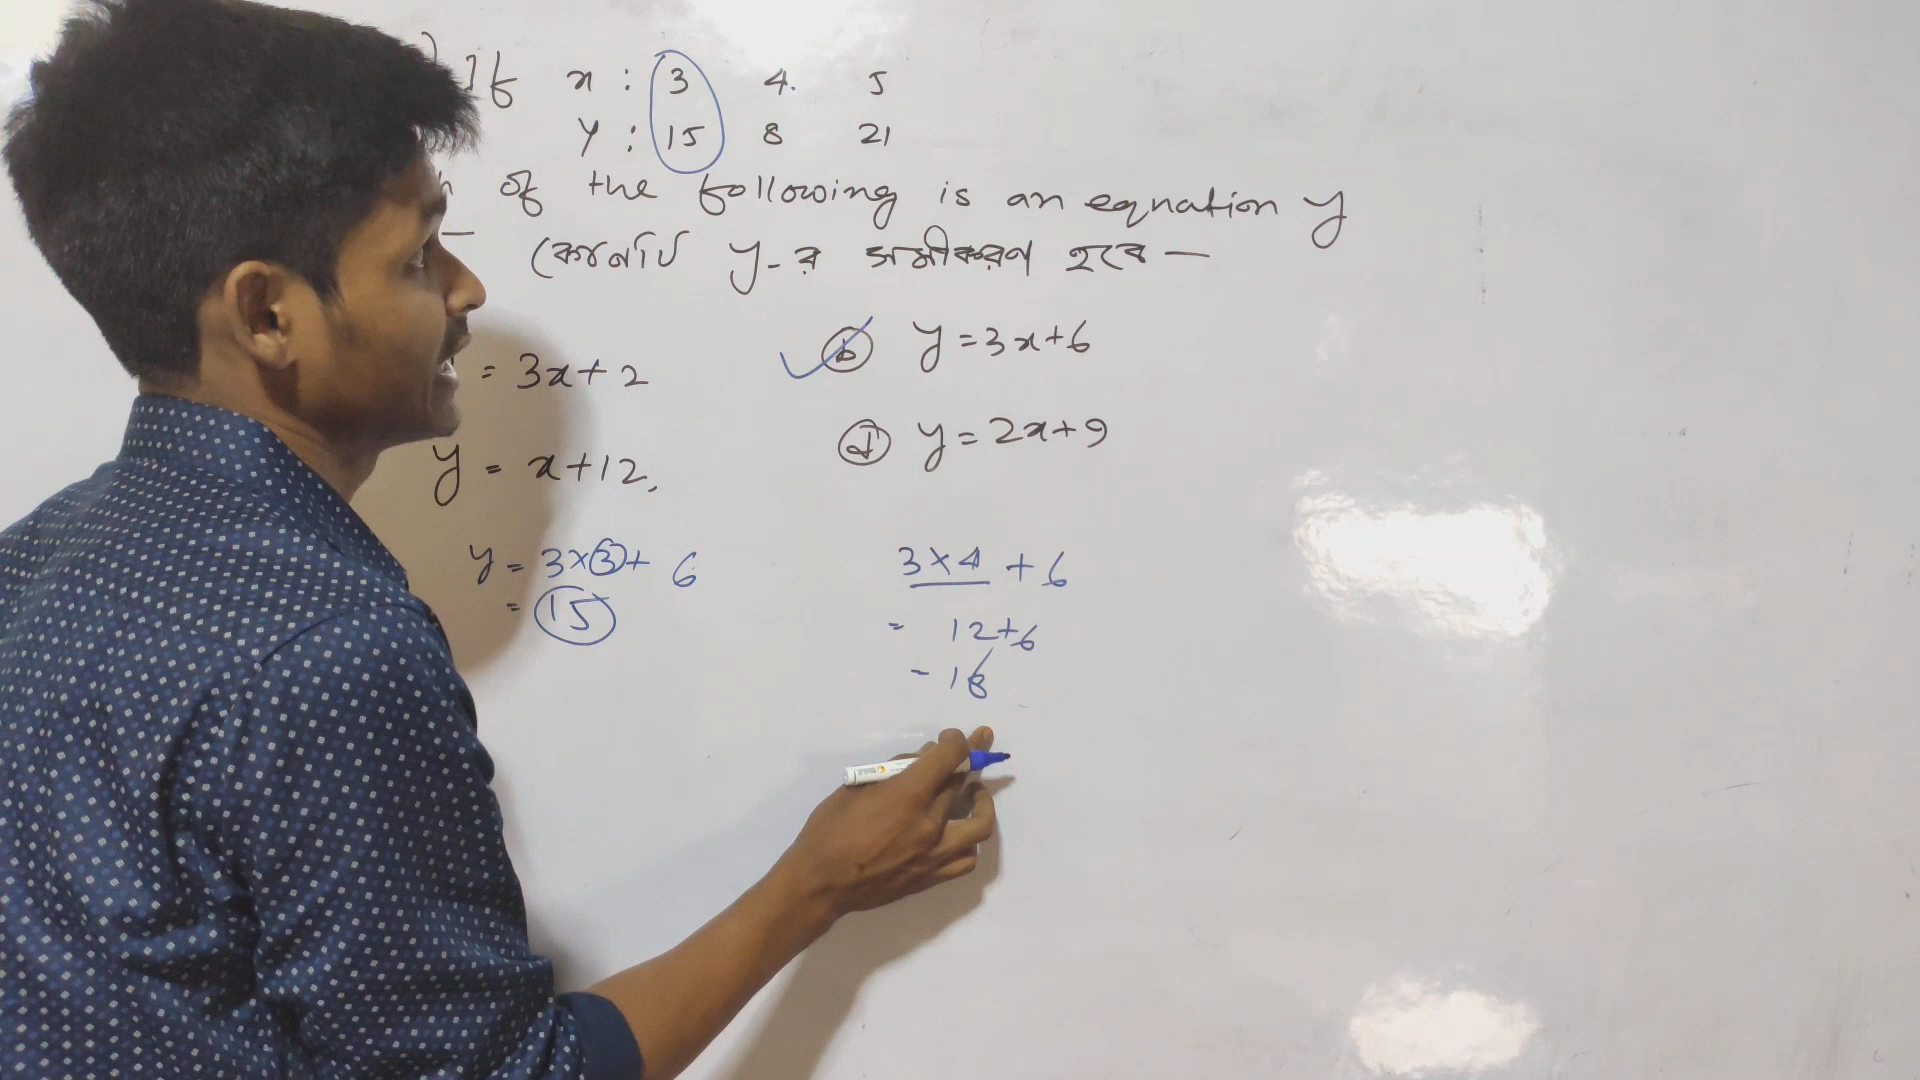 If x : 3 4. 5
y : 15 8 21
of the following is an equation y
কোনটি y-র সমীকরণ হবে —
= 3x+2
ⓑ y=3x+6
y = x+12,
ⓓ y=2x+9
y = 3×3+ 6
= 15
3×4 + 6
= 12+6
= 18